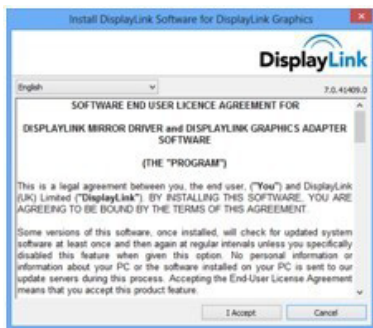 Install DisplayLink Software for DisplayLink Graphics
DisplayLink
English
7.0.41409.0
SOFTWARE END USER LICENCE AGREEMENT FOR
DISPLAYLINK MIRROR DRIVER and DISPLAYLINK GRAPHICS ADAPTER
SOFTWARE
(THE "PROGRAM")
This is a legal agreement between you, the end user, ("You") and DisplayLink
(UK) Limited ("DisplayLink"). BY INSTALLING THIS SOFTWARE, YOU ARE
AGREEING TO BE BOUND BY THE TERMS OF THIS AGREEMENT.
Some versions of this software, once installed, will check for updated system
software at least once and then again at regular intervals unless you specifically
disabled this feature when given this option. No personal information or
information about your PC or the software installed on your PC is sent to our
update servers during this process. Accepting the End-User License Agreement
means that you accept this product feature.
I Accept
Cancel